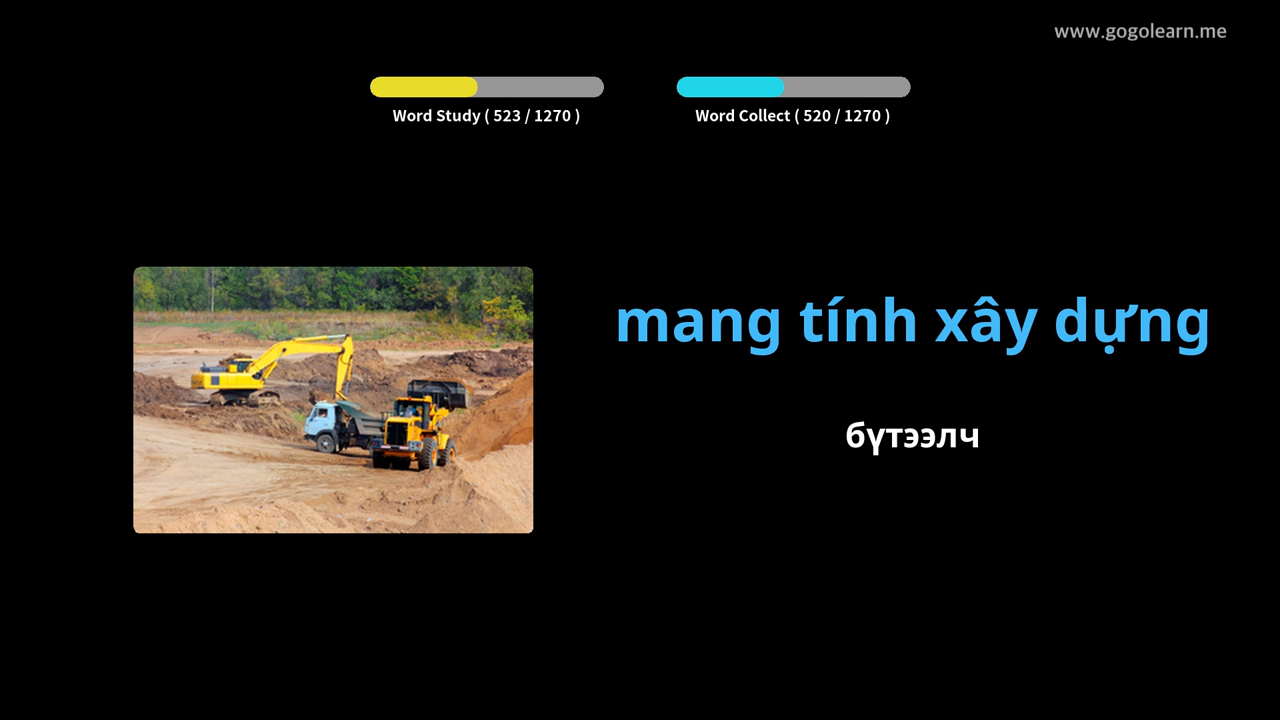 www.gogolearn.me
Word Study ( 523 / 1270 )
Word Collect ( 520 / 1270 )
mang tính xây dựng
бүтээлч